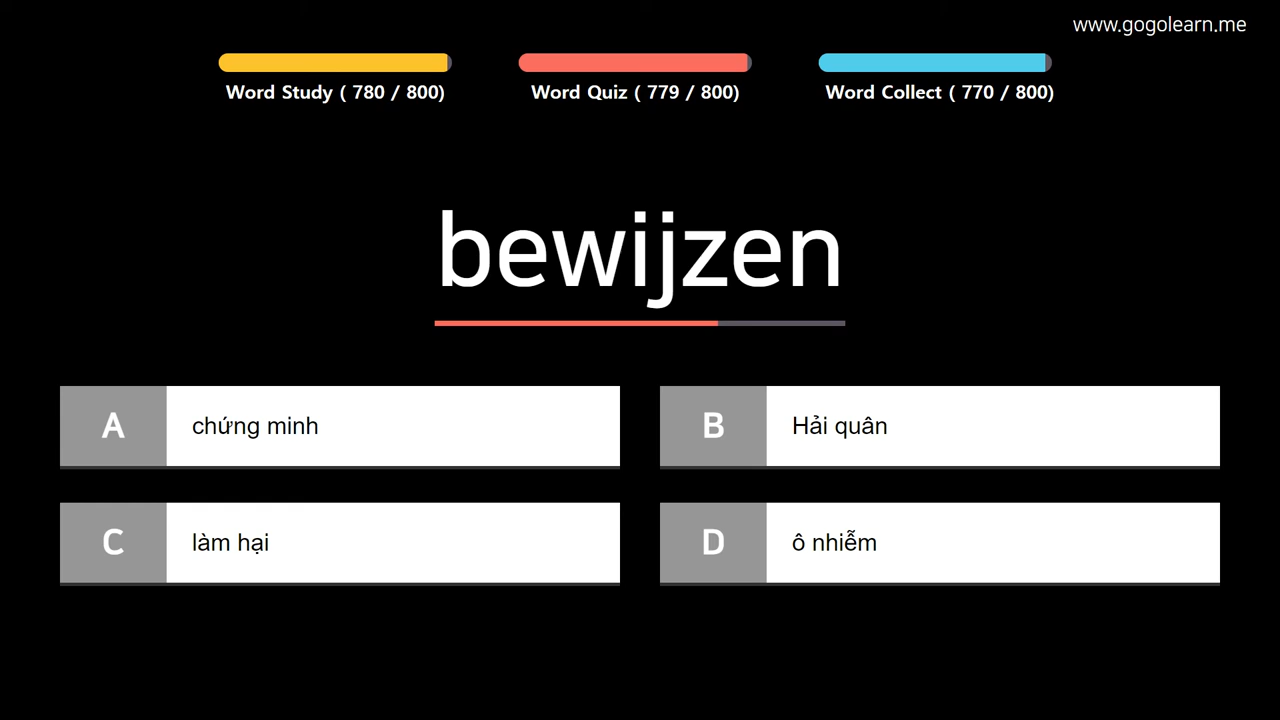 www.gogolearn.me
Word Study ( 780 / 800)
Word Quiz ( 779 / 800)
Word Collect ( 770 / 800)
bewijzen
A chứng minh
B Hải quân
C làm hại
D ô nhiễm